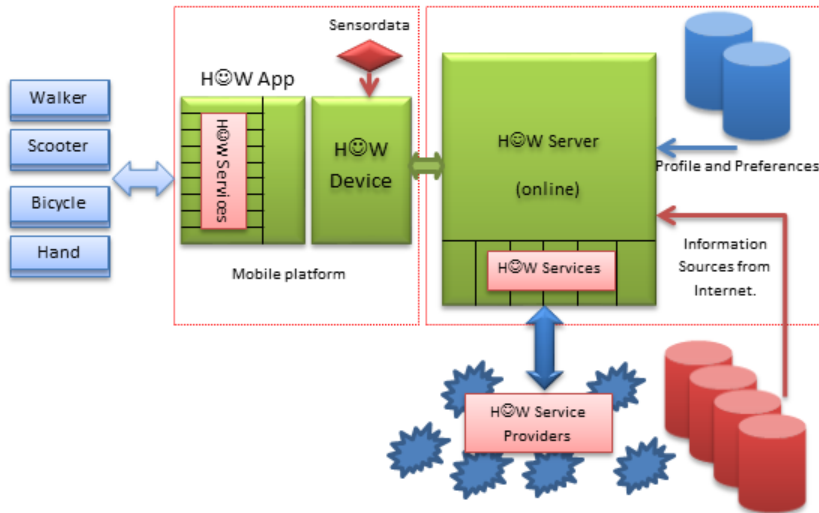 Sensordata
H☺W App
Walker
Scooter
Bicycle
Hand
H☺W Services
H☺W
Device
Mobile platform
H☺W Server
(online)
H☺W Services
Profile and Preferences
Information
Sources from
Internet.
H☺W Service
Providers